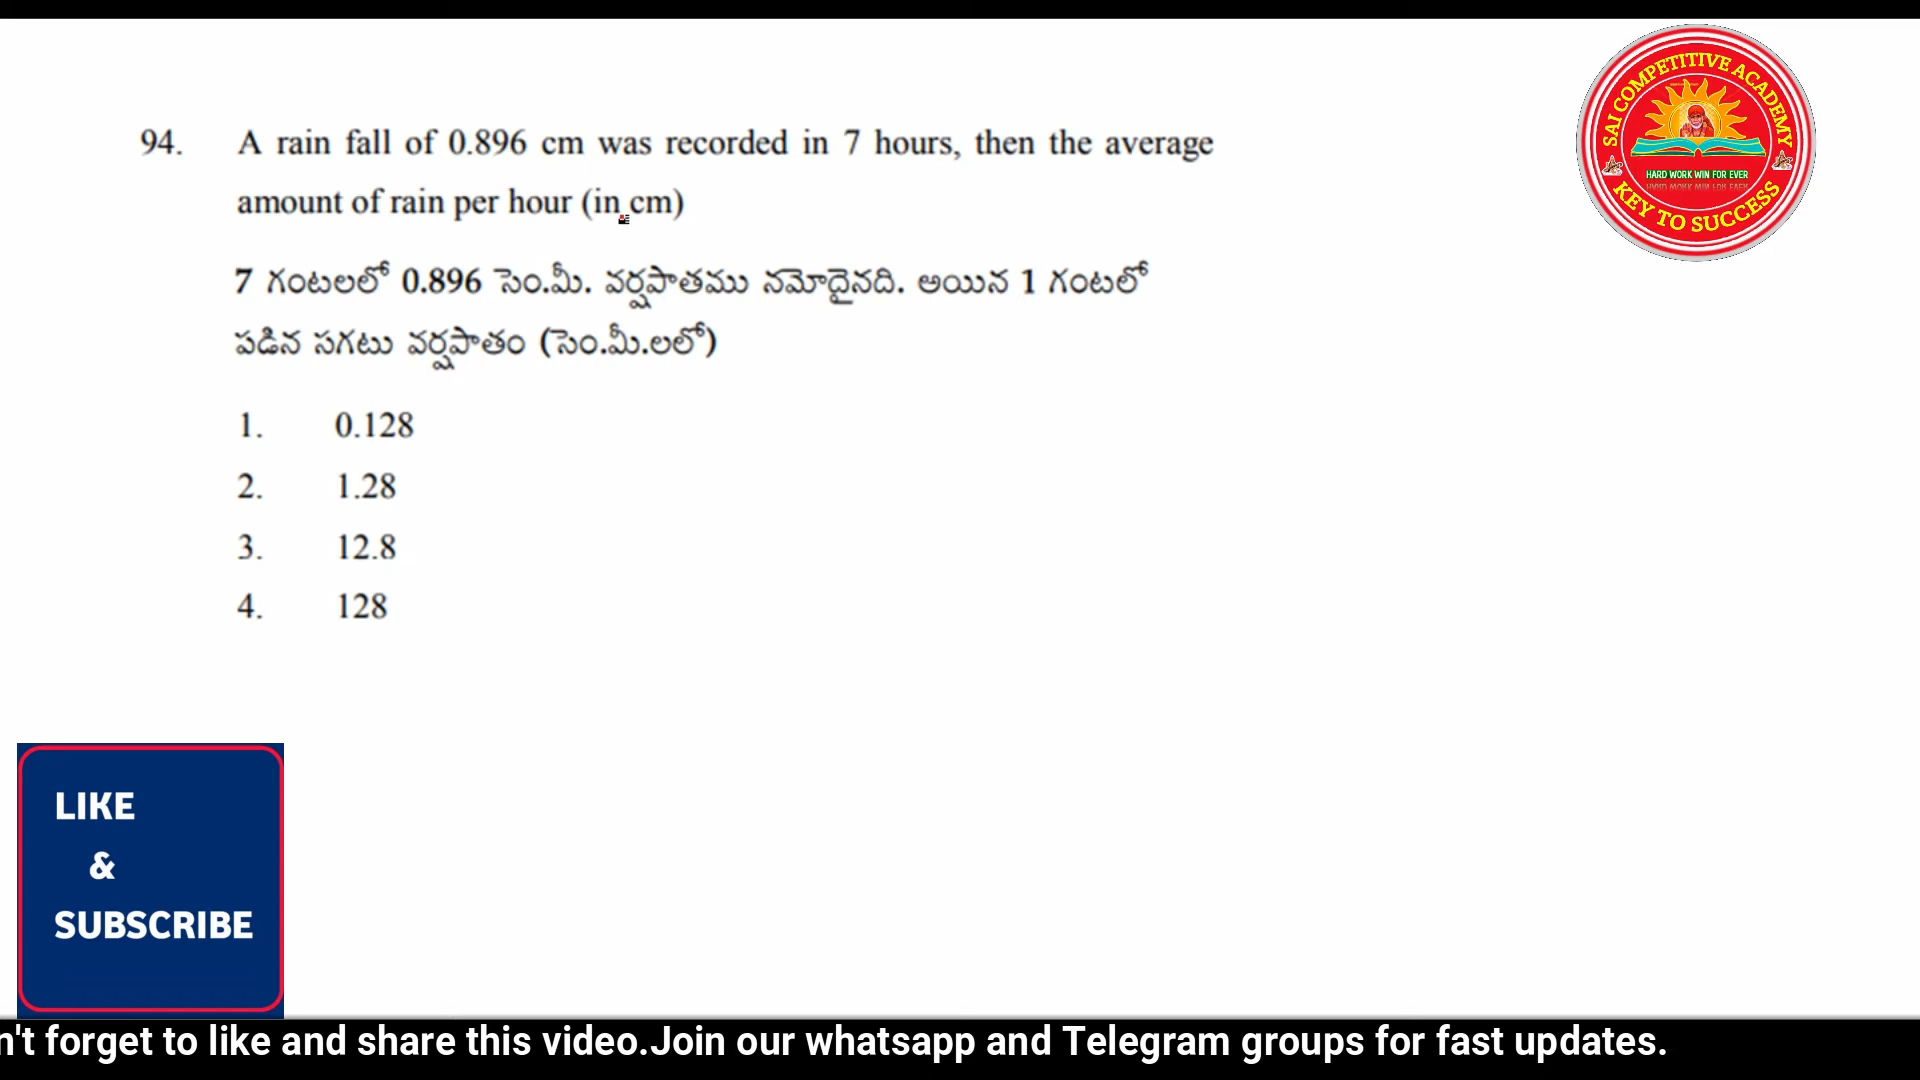 SAI COMPETITIVE ACADEMY
HARD WORK WIN FOR EVER
KEY TO SUCCESS
94. A rain fall of 0.896 cm was recorded in 7 hours, then the average
amount of rain per hour (in cm)
7 గంటలలో 0.896 సెం.మీ. వర్షపాతము నమోదైనది. అయిన 1 గంటలో
పడిన సగటు వర్షపాతం (సెం.మీ.లలో)
1. 0.128
2. 1.28
3. 12.8
4. 128
LIKE
&
SUBSCRIBE
n't forget to like and share this video.Join our whatsapp and Telegram groups for fast updates.